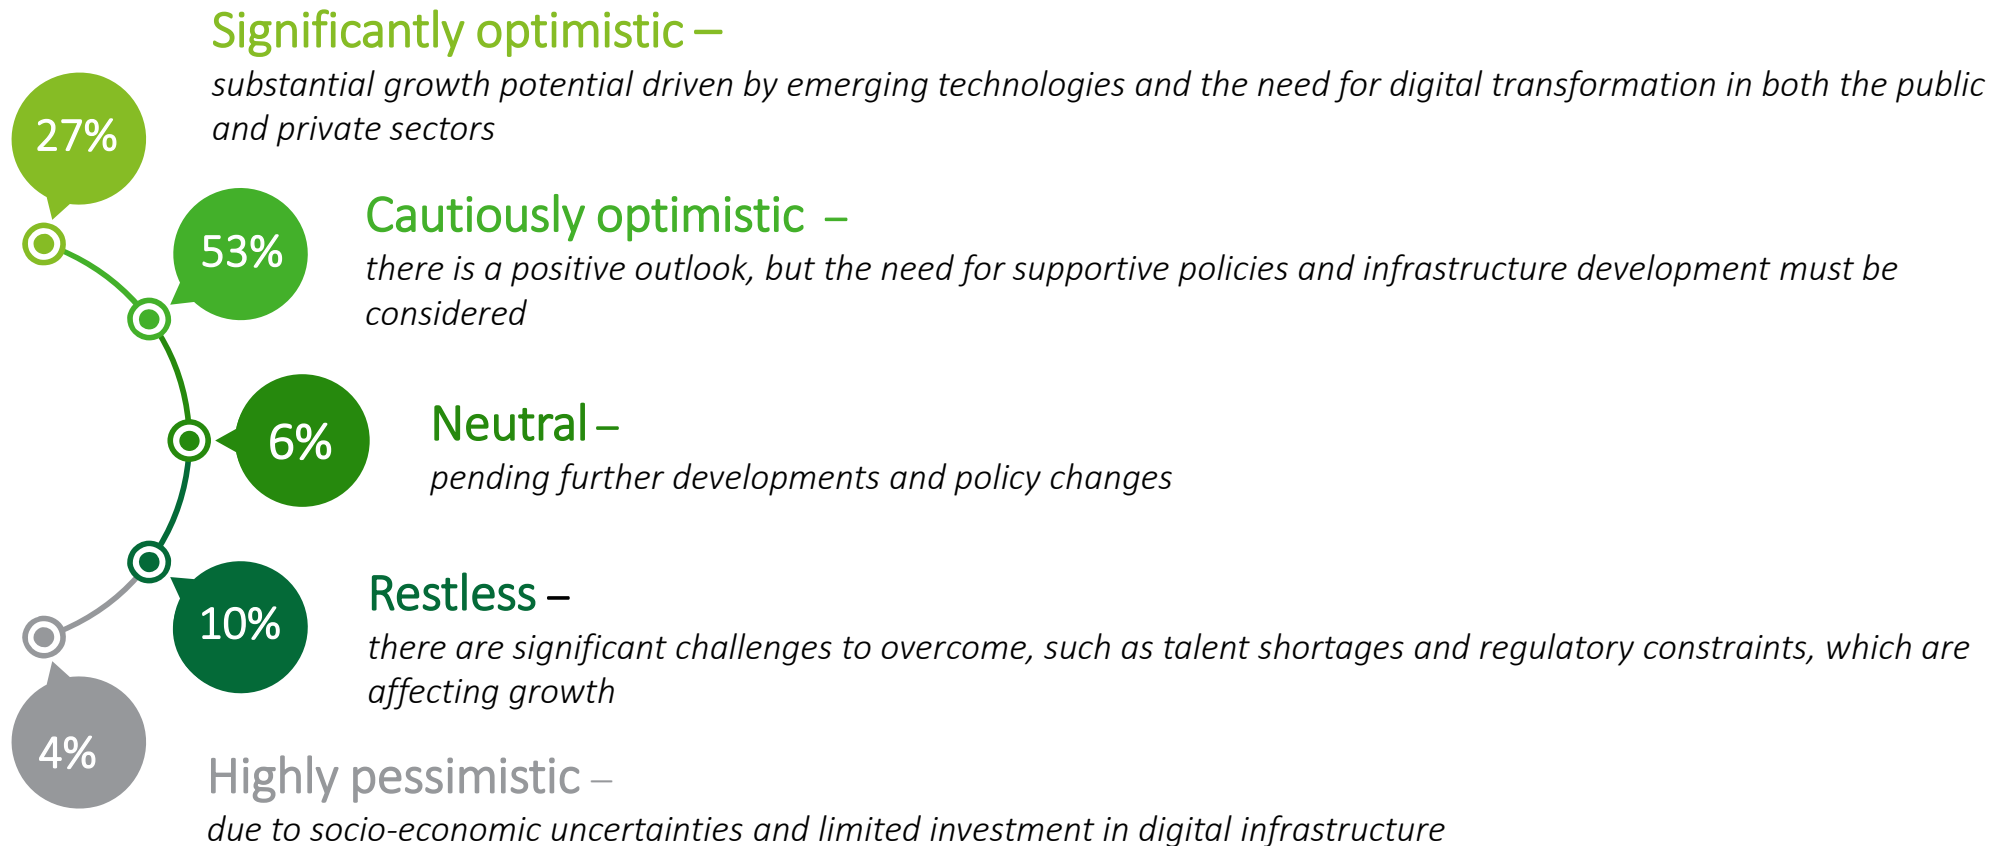 Significantly optimistic –
substantial growth potential driven by emerging technologies and the need for digital transformation in both the public
and private sectors
27%
Cautiously optimistic –
there is a positive outlook, but the need for supportive policies and infrastructure development must be
considered
53%
Neutral –
pending further developments and policy changes
6%
Restless –
there are significant challenges to overcome, such as talent shortages and regulatory constraints, which are
affecting growth
10%
Highly pessimistic –
due to socio-economic uncertainties and limited investment in digital infrastructure
4%